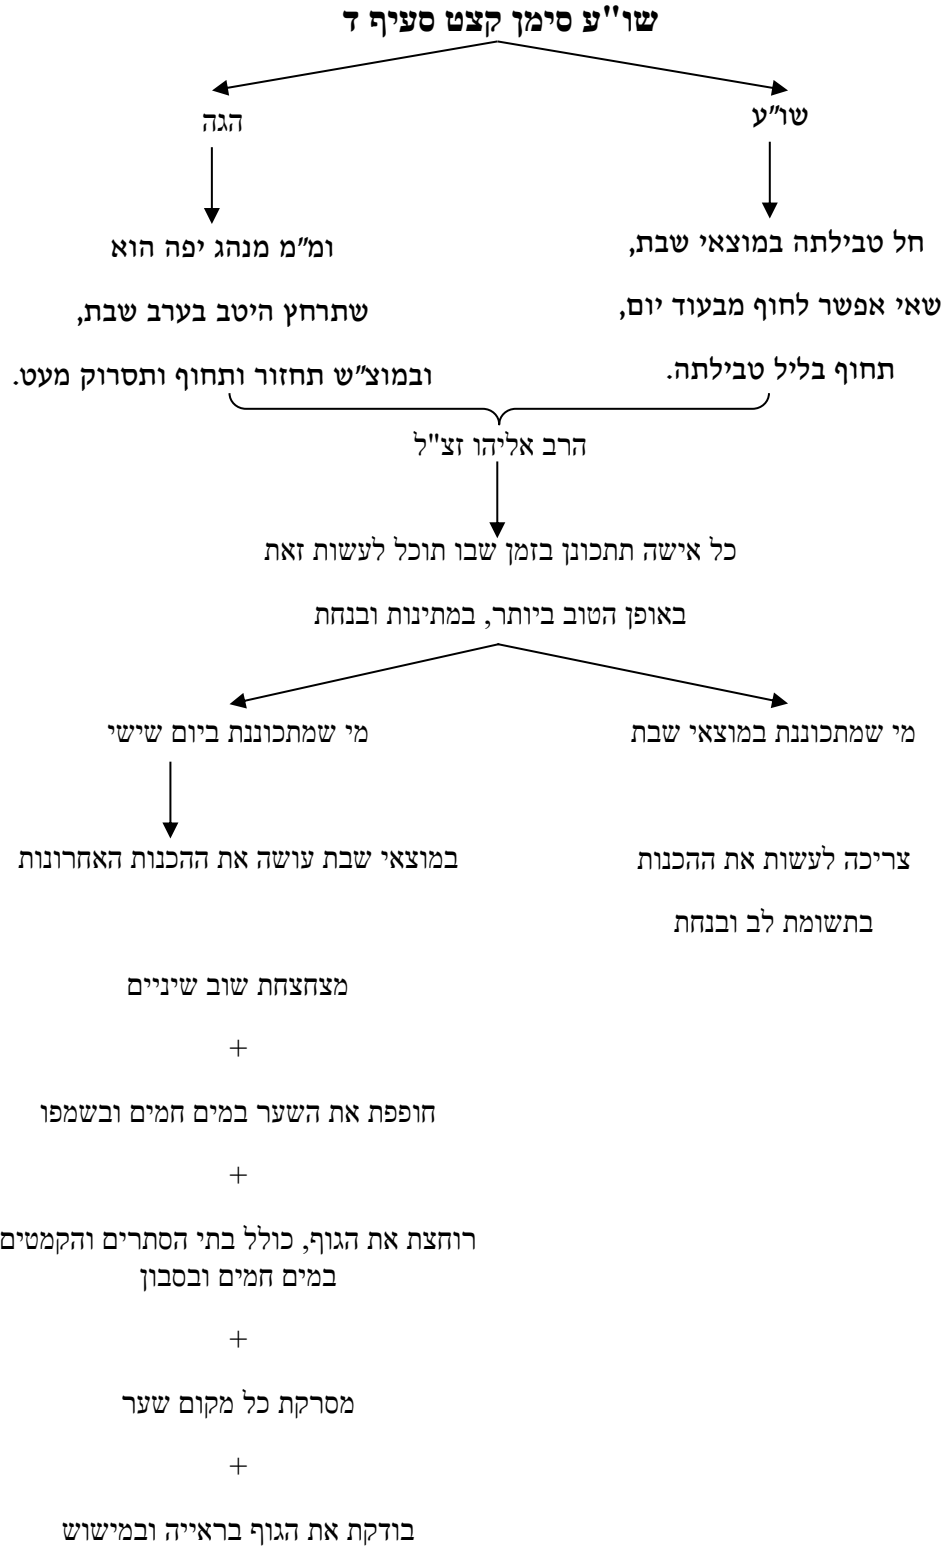 שו''ע סימן קצט סעיף ד
שו"ע
הגה
חל טבילתה במוצאי שבת,
שאי אפשר לחוף מבעוד יום,
תחוף בליל טבילתה.
ומ"מ מנהג יפה הוא
שתרחץ היטב בערב שבת,
ובמוצ"ש תחזור ותחוף ותסרוק מעט.
הרב אליהו זצ"ל
כל אישה תתכונן בזמן שבו תוכל לעשות זאת
באופן הטוב ביותר, במתינות ובנחת
מי שמתכוננת במוצאי שבת
צריכה לעשות את ההכנות
בתשומת לב ובנחת
מי שמתכוננת ביום שישי
במוצאי שבת עושה את ההכנות האחרונות
מצחצחת שוב שיניים
+
חופפת את השער במים חמים ובשמפו
+
רוחצת את הגוף, כולל בתי הסתרים והקמטים
במים חמים ובסבון
+
מסרקת כל מקום שער
+
בודקת את הגוף בראייה ובמישוש